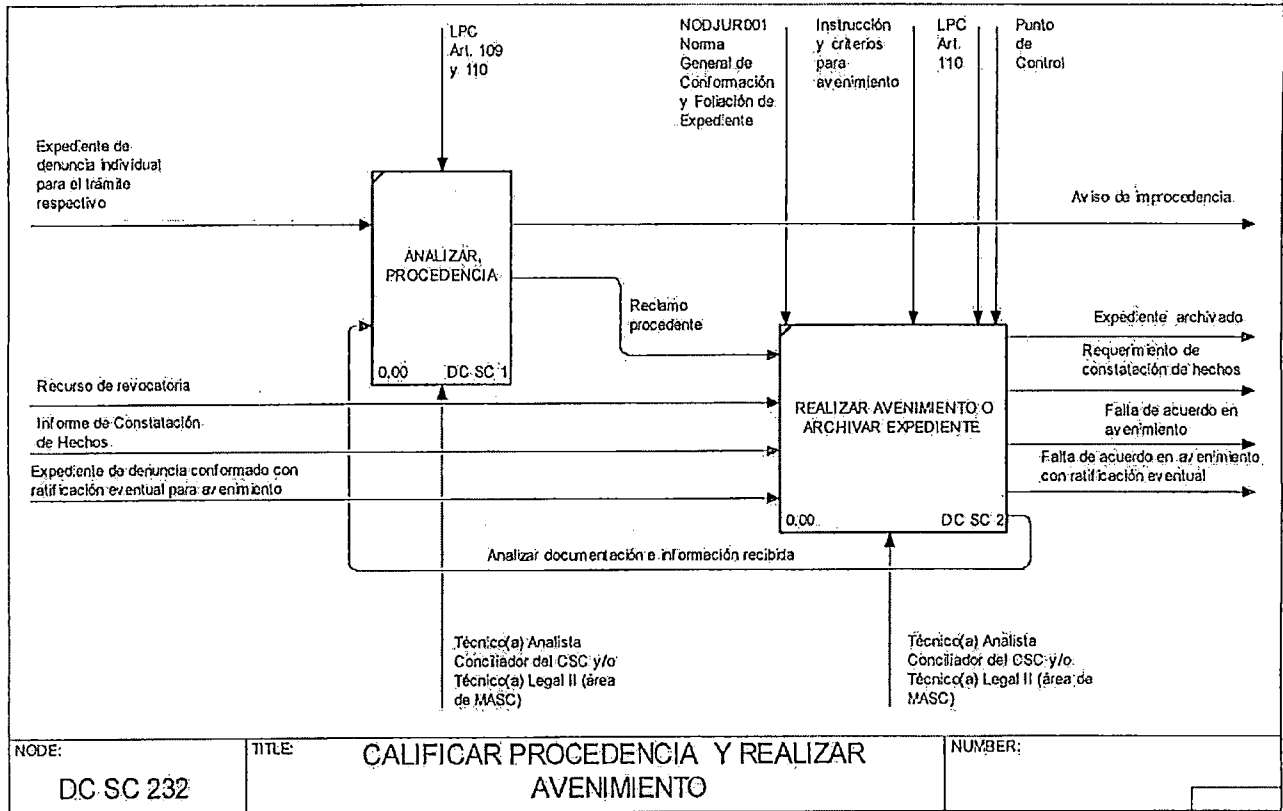 LPC
Art. 109
y 110
NODJUR001
Norma
General de
Conformación
y Foliación de
Expediente
Instrucción
y criterios
para
avenimiento
LPC
Art.
110
Punto
de
Control
Expediente de
denuncia individual
para el trámite
respectivo
Aviso de improcedencia
ANALIZAR,
PROCEDENCIA
0,00 DC SC 1
Reclamo
procedente
Recurso de revocatoria
Informe de Constatación
de Hechos
Expediente de denuncia conformado con
ratificación eventual para avenimiento
REALIZAR AVENIMIENTO O
ARCHIVAR EXPEDIENTE
0,00 DC SC 2
Expediente archivado
Requerimiento de
constatación de hechos
Falta de acuerdo en
avenimiento
Falta de acuerdo en avenimiento
con ratificación eventual
Analizar documentación e información recibida
Técnico(a) Analista
Conciliador del CSC y/o
Técnico(a) Legal II (área
de MASC)
Técnico(a) Analista
Conciliador del CSC y/o
Técnico(a) Legal II (área de
MASC)
NODE:
DC SC 232
TITLE:
CALIFICAR PROCEDENCIA Y REALIZAR
AVENIMIENTO
NUMBER: